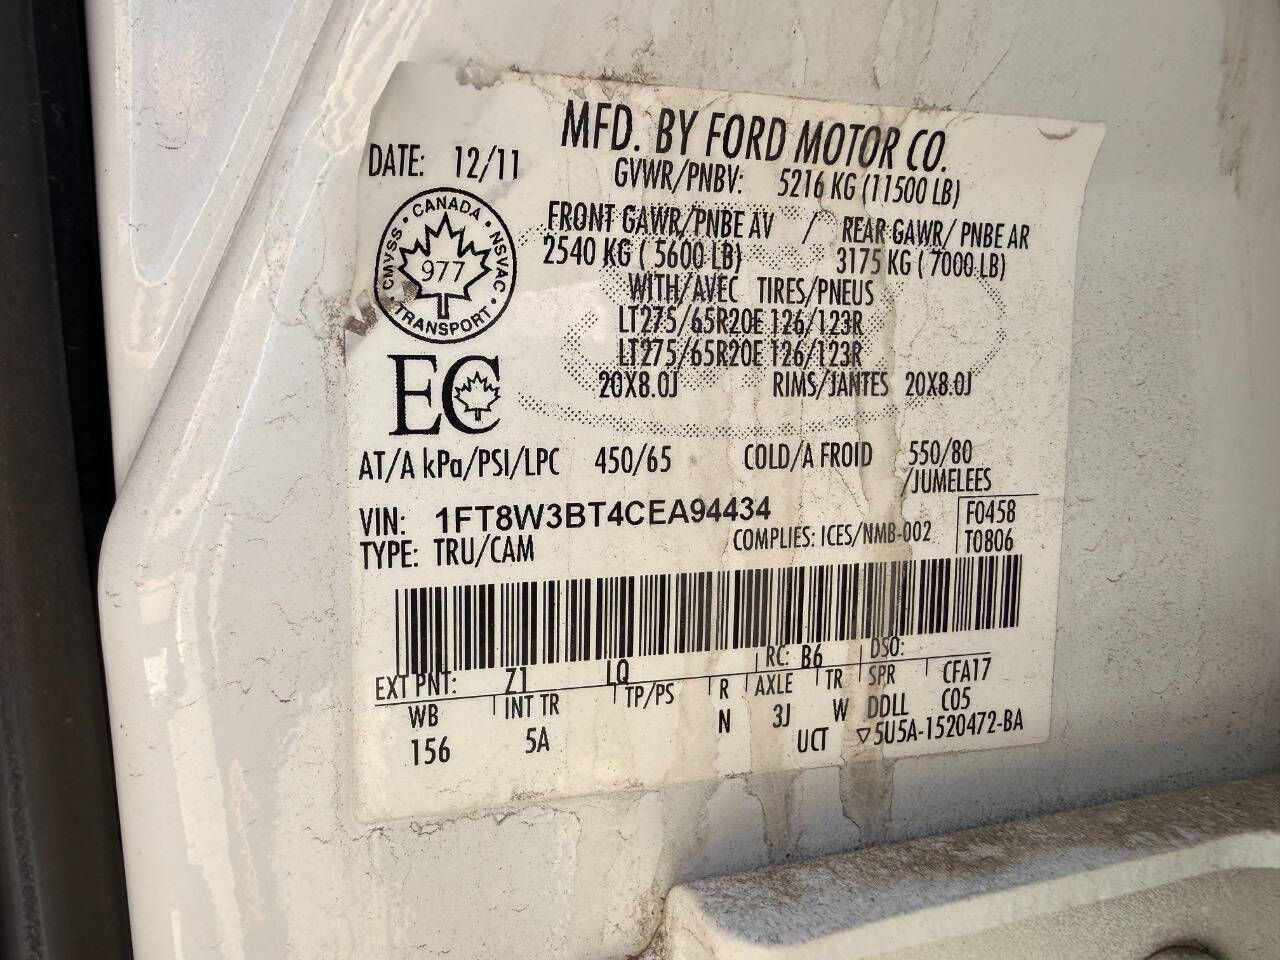 MFD. BY FORD MOTOR CO.
DATE: 12/11
GVWR/PNBV: 5216 KG (11500 LB)
CANADA
CMVSS NSVAC
977
TRANSPORT
FRONT GAWR/PNBE AV / REAR GAWR/ PNBE AR
2540 KG ( 5600 LB) 3175 KG ( 7000 LB)
WITH/AVEC TIRES/PNEUS
LT275/65R20E 126/123R
LT275/65R20E 126/123R
EC
20X8.0J RIMS/JANTES 20X8.0J
AT/A kPa/PSI/LPC 450/65 COLD/A FROID 550/80
/JUMELEES
VIN: 1FT8W3BT4CEA94434 F0458
TYPE: TRU/CAM COMPLIES: ICES/NMB-002 T0806
EXT PNT: Z1 LQ RC: B6 DSO:
WB INT TR TP/PS R AXLE TR SPR CFA17
156 5A N 3J W DDLL C05
UCT ▽5U5A-1520472-BA